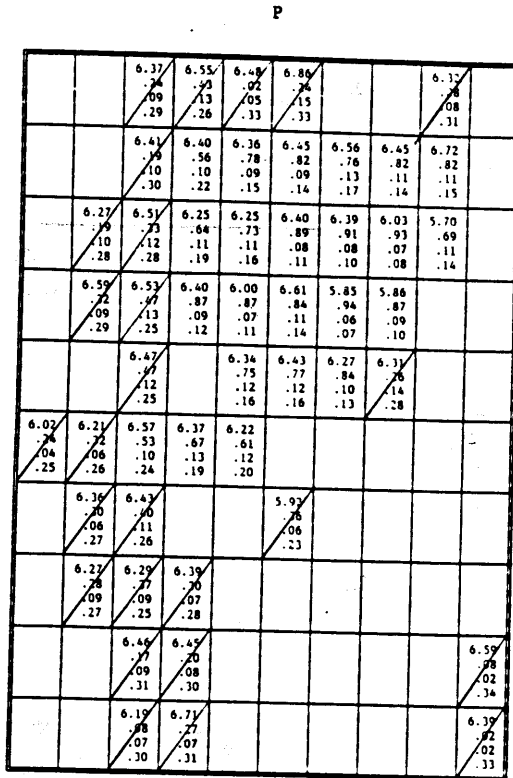 P
6.37 6.55 6.48 6.86
.43 .02
.09 .13 .05 .15 .08
.29 .26 .33 .33 .31
6.41 6.40 6.36 6.45 6.56 6.45 6.72
.19 .56 .78 .82 .76 .82 .82
.10 .10 .09 .09 .13 .11 .11
.30 .22 .15 .14 .17 .14 .15
6.27 6.51 6.25 6.25 6.40 6.39 6.03 5.70
.19 .33 .64 .73 .89 .91 .93 .69
.10 .12 .11 .11 .08 .08 .07 .11
.28 .28 .19 .16 .11 .10 .08 .14
6.59 6.53 6.40 6.00 6.61 5.85 5.86
.32 .47 .87 .87 .84 .94 .87
.09 .13 .09 .07 .11 .06 .09
.29 .25 .12 .11 .14 .07 .10
6.47 6.34 6.43 6.27 6.31
.47 .75 .77 .84
.12 .12 .12 .10 .14
.25 .16 .16 .13 .28
6.02 6.21 6.57 6.37 6.22
.24 .32 .53 .67 .61
.04 .06 .10 .13 .12
.25 .26 .24 .19 .20
6.36 6.43 5.93
.30 .40
.06 .11 .06
.27 .26 .23
6.27 6.29 6.39
.28 .37 .30
.09 .09 .07
.27 .25 .28
6.46 6.45 6.59
.17 .20 .08
.09 .08 .02
.31 .30 .34
6.19 6.71 6.39
.08 .27 .02
.07 .07 .02
.30 .31 .33